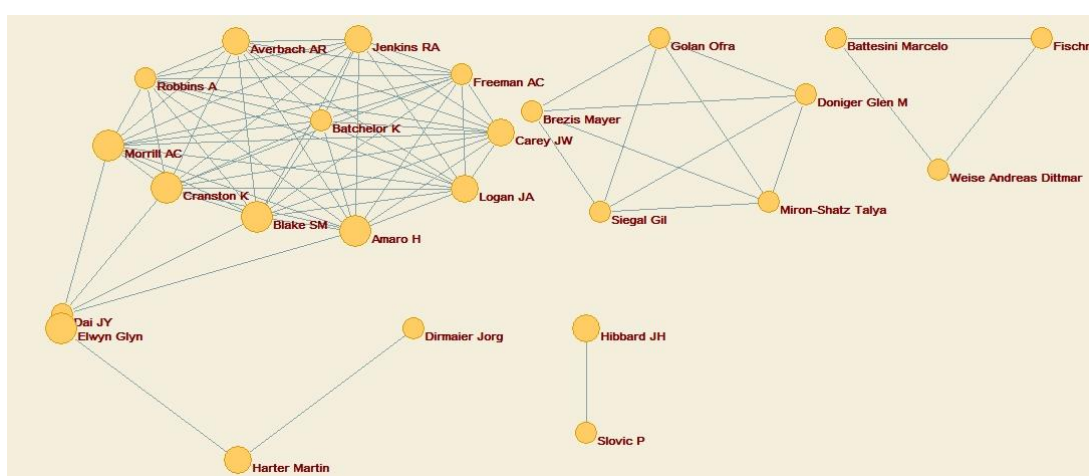 Averbach AR
Jenkins RA
Golan Ofra
Battesini Marcelo
Fischr
Robbins A
Freeman AC
Doniger Glen M
Brezis Mayer
Batchelor K
Carey JW
Morrill AC
Weise Andreas Dittmar
Cranston K
Logan JA
Miron-Shatz Talya
Siegal Gil
Blake SM
Amaro H
Dai JY
Elwyn Glyn
Dirmaier Jorg
Hibbard JH
Slovic P
Harter Martin